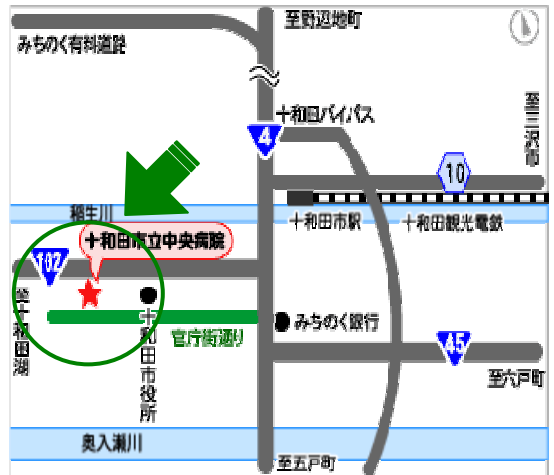 至野辺地町
みちのく有料道路
十和田バイパス
至三沢市
4
10
稲生川
十和田市駅
十和田観光電鉄
十和田市立中央病院
102
至十和田湖
十和田市役所
官庁街通り
みちのく銀行
45
至六戸町
奥入瀬川
至五戸町